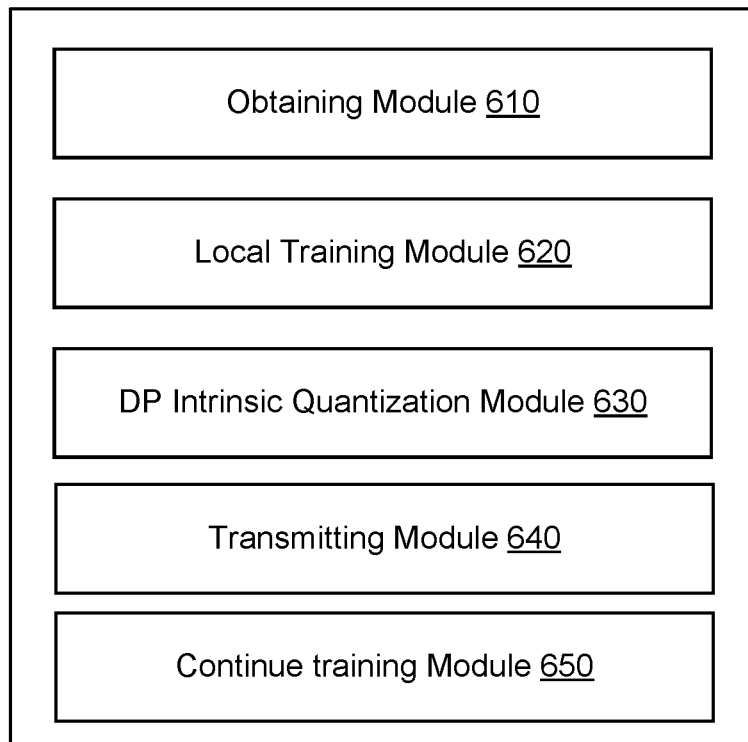 Obtaining Module 610
Local Training Module 620
DP Intrinsic Quantization Module 630
Transmitting Module 640
Continue training Module 650